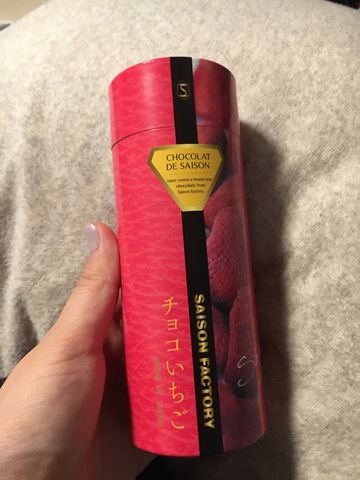 S
CHOCOLAT
DE SAISON
Here comes a brand-new
chocolate from
Saison Factory.
チョコいちご
SAISON FACTORY